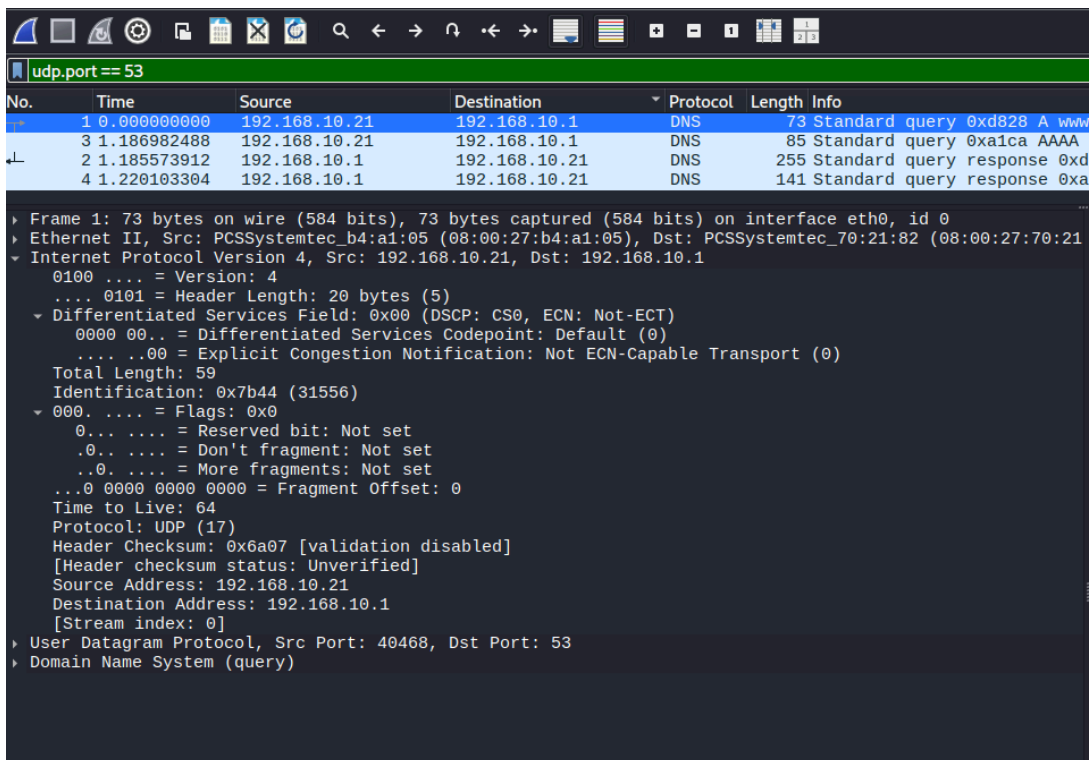 udp.port == 53
No. Time Source Destination Protocol Length Info
1 0.000000000 192.168.10.21 192.168.10.1 DNS 73 Standard query 0xd828 A www
3 1.186982488 192.168.10.21 192.168.10.1 DNS 85 Standard query 0xa1ca AAAA
2 1.185573912 192.168.10.1 192.168.10.21 DNS 255 Standard query response 0xd
4 1.220103304 192.168.10.1 192.168.10.21 DNS 141 Standard query response 0xa
Frame 1: 73 bytes on wire (584 bits), 73 bytes captured (584 bits) on interface eth0, id 0
Ethernet II, Src: PCSSystemtec_b4:a1:05 (08:00:27:b4:a1:05), Dst: PCSSystemtec_70:21:82 (08:00:27:70:21
Internet Protocol Version 4, Src: 192.168.10.21, Dst: 192.168.10.1
0100 .... = Version: 4
.... 0101 = Header Length: 20 bytes (5)
Differentiated Services Field: 0x00 (DSCP: CS0, ECN: Not-ECT)
0000 00.. = Differentiated Services Codepoint: Default (0)
.... ..00 = Explicit Congestion Notification: Not ECN-Capable Transport (0)
Total Length: 59
Identification: 0x7b44 (31556)
000. .... = Flags: 0x0
0... .... = Reserved bit: Not set
.0.. .... = Don't fragment: Not set
..0. .... = More fragments: Not set
...0 0000 0000 0000 = Fragment Offset: 0
Time to Live: 64
Protocol: UDP (17)
Header Checksum: 0x6a07 [validation disabled]
[Header checksum status: Unverified]
Source Address: 192.168.10.21
Destination Address: 192.168.10.1
[Stream index: 0]
User Datagram Protocol, Src Port: 40468, Dst Port: 53
Domain Name System (query)